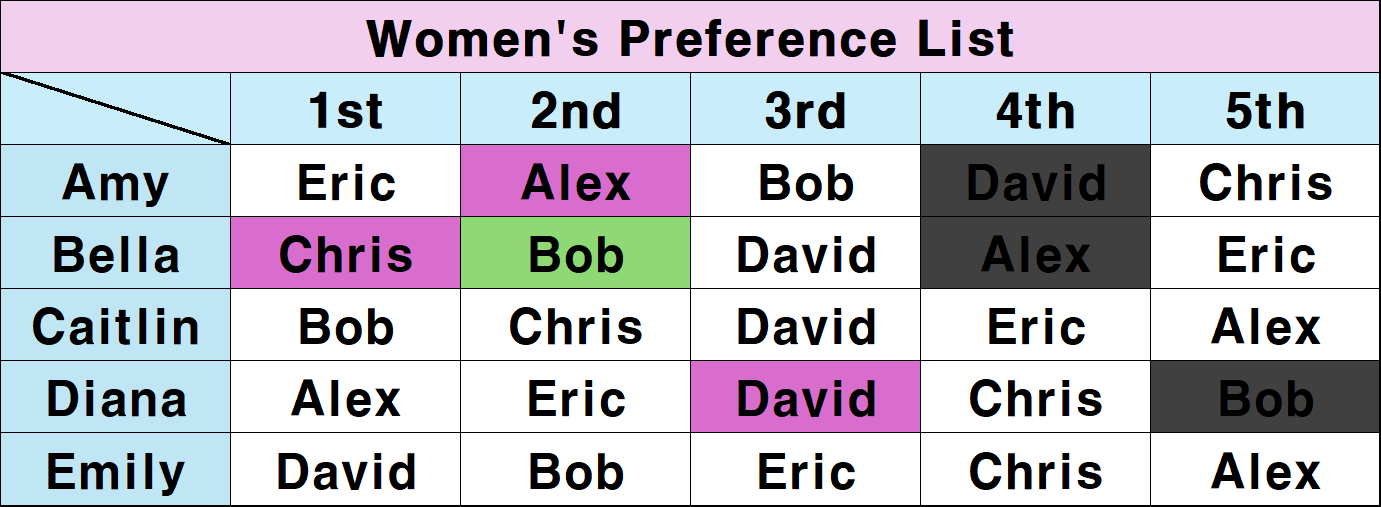 Women's Preference List
1st 2nd 3rd 4th 5th
Amy Eric Alex Bob David Chris
Bella Chris Bob David Alex Eric
Caitlin Bob Chris David Eric Alex
Diana Alex Eric David Chris Bob
Emily David Bob Eric Chris Alex